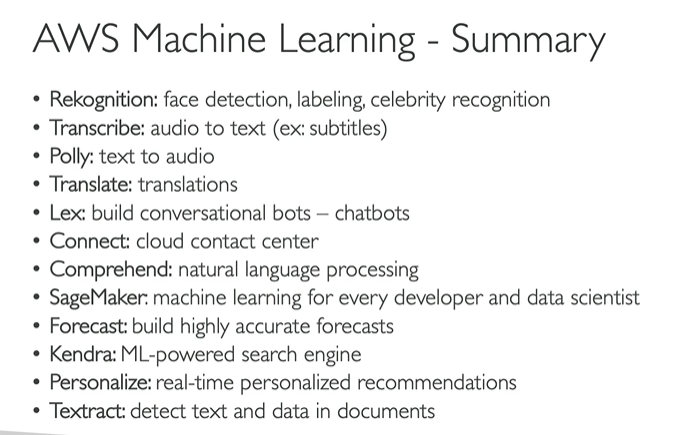 AWS Machine Learning - Summary
• Rekognition: face detection, labeling, celebrity recognition
• Transcribe: audio to text (ex: subtitles)
• Polly: text to audio
• Translate: translations
• Lex: build conversational bots – chatbots
• Connect: cloud contact center
• Comprehend: natural language processing
• SageMaker: machine learning for every developer and data scientist
• Forecast: build highly accurate forecasts
• Kendra: ML-powered search engine
• Personalize: real-time personalized recommendations
• Textract: detect text and data in documents